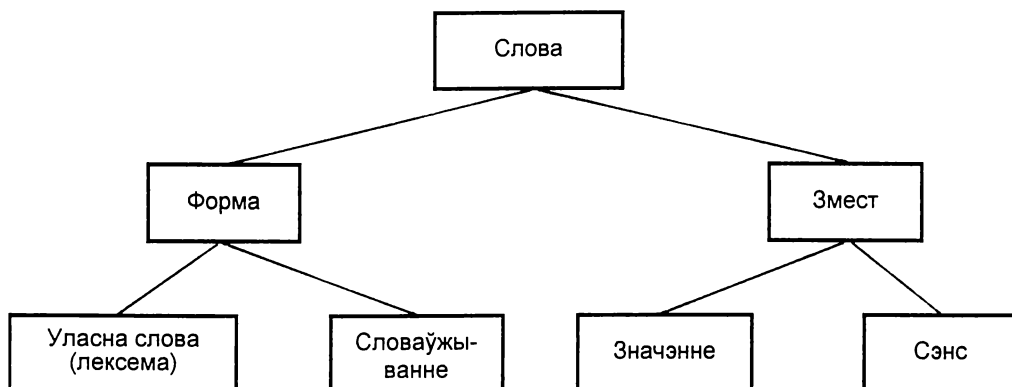 Слова
Форма
Змест
Уласна слова
(лексема)
Словаўжы-
ванне
Значэнне
Сэнс